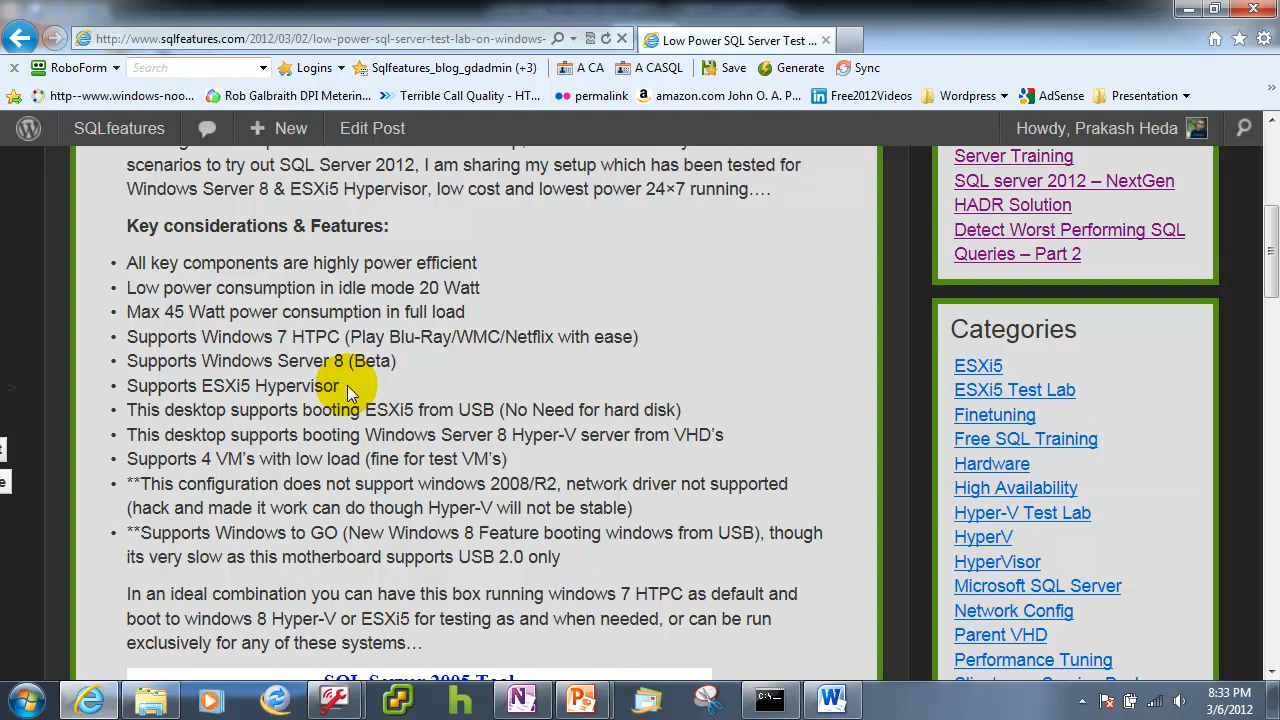 http://www.sqlfeatures.com/2012/03/02/low-power-sql-server-test-lab-on-windows-
Low Power SQL Server Test ...
RoboForm
Search
Logins
Sqlfeatures_blog_gdadmin (+3)
A CA
A CASQL
Save
Generate
Sync
http--www.windows-noo...
Rob Galbraith DPI Meterin...
Terrible Call Quality - HT...
permalink
amazon.com John O. A. P...
Free2012Videos
Wordpress
AdSense
Presentation
SQLfeatures
New
Edit Post
Howdy, Prakash Heda
scenarios to try out SQL Server 2012, I am sharing my setup which has been tested for
Windows Server 8 & ESXi5 Hypervisor, low cost and lowest power 24×7 running….
Key considerations & Features:
• All key components are highly power efficient
• Low power consumption in idle mode 20 Watt
• Max 45 Watt power consumption in full load
• Supports Windows 7 HTPC (Play Blu-Ray/WMC/Netflix with ease)
• Supports Windows Server 8 (Beta)
• Supports ESXi5 Hypervisor
• This desktop supports booting ESXi5 from USB (No Need for hard disk)
• This desktop supports booting Windows Server 8 Hyper-V server from VHD's
• Supports 4 VM's with low load (fine for test VM's)
• **This configuration does not support windows 2008/R2, network driver not supported
(hack and made it work can do though Hyper-V will not be stable)
• **Supports Windows to GO (New Windows 8 Feature booting windows from USB), though
its very slow as this motherboard supports USB 2.0 only
In an ideal combination you can have this box running windows 7 HTPC as default and
boot to windows 8 Hyper-V or ESXi5 for testing as and when needed, or can be run
exclusively for any of these systems…
SQL Server 2005 Tool
Server Training
SQL server 2012 – NextGen
HADR Solution
Detect Worst Performing SQL
Queries – Part 2
Categories
ESXi5
ESXi5 Test Lab
Finetuning
Free SQL Training
Hardware
High Availability
Hyper-V Test Lab
HyperV
HyperVisor
Microsoft SQL Server
Network Config
Parent VHD
Performance Tuning
8:33 PM
3/6/2012